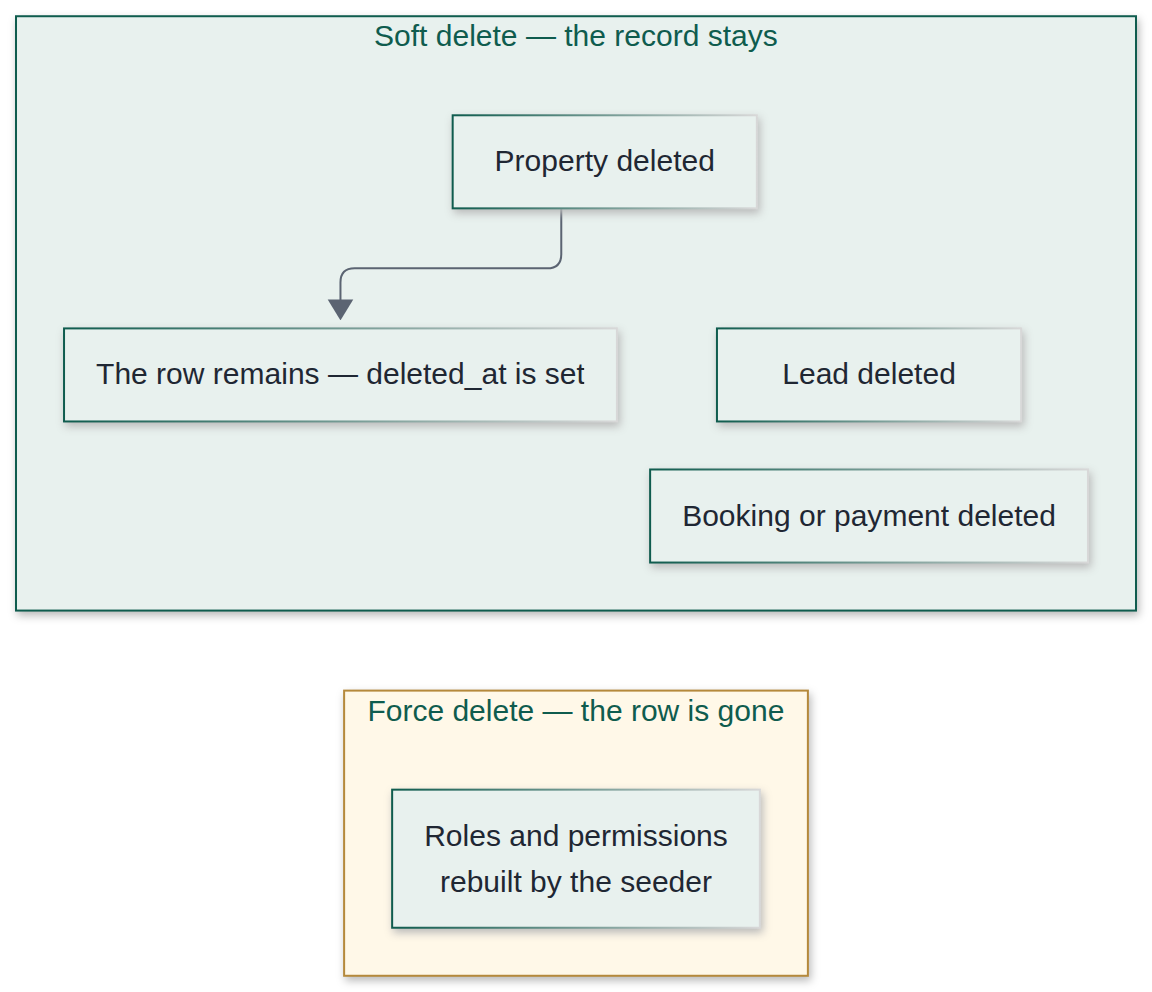 Soft delete — the record stays
Property deleted
The row remains — deleted_at is set
Lead deleted
Booking or payment deleted
Force delete — the row is gone
Roles and permissions
rebuilt by the seeder